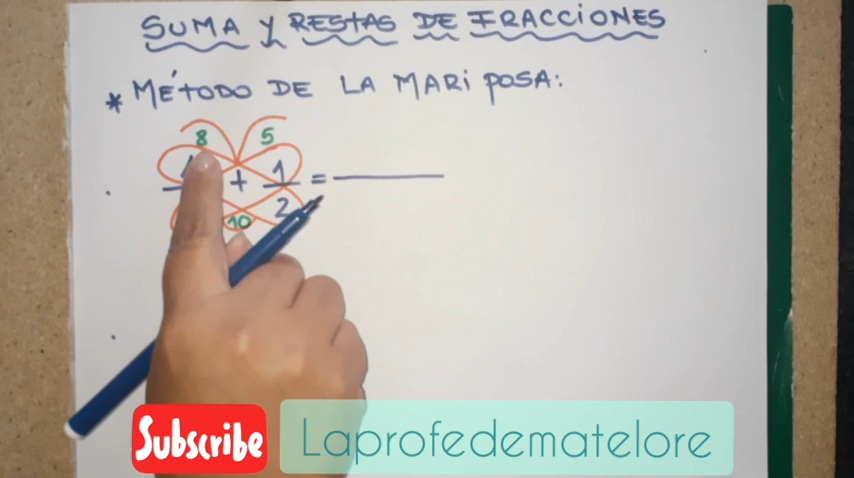 SUMA Y RESTAS DE FRACCIONES
* MÉTODO DE LA MARIPOSA:
8 5
+ 1 =
10 2
Subscribe
Laprofedematelore